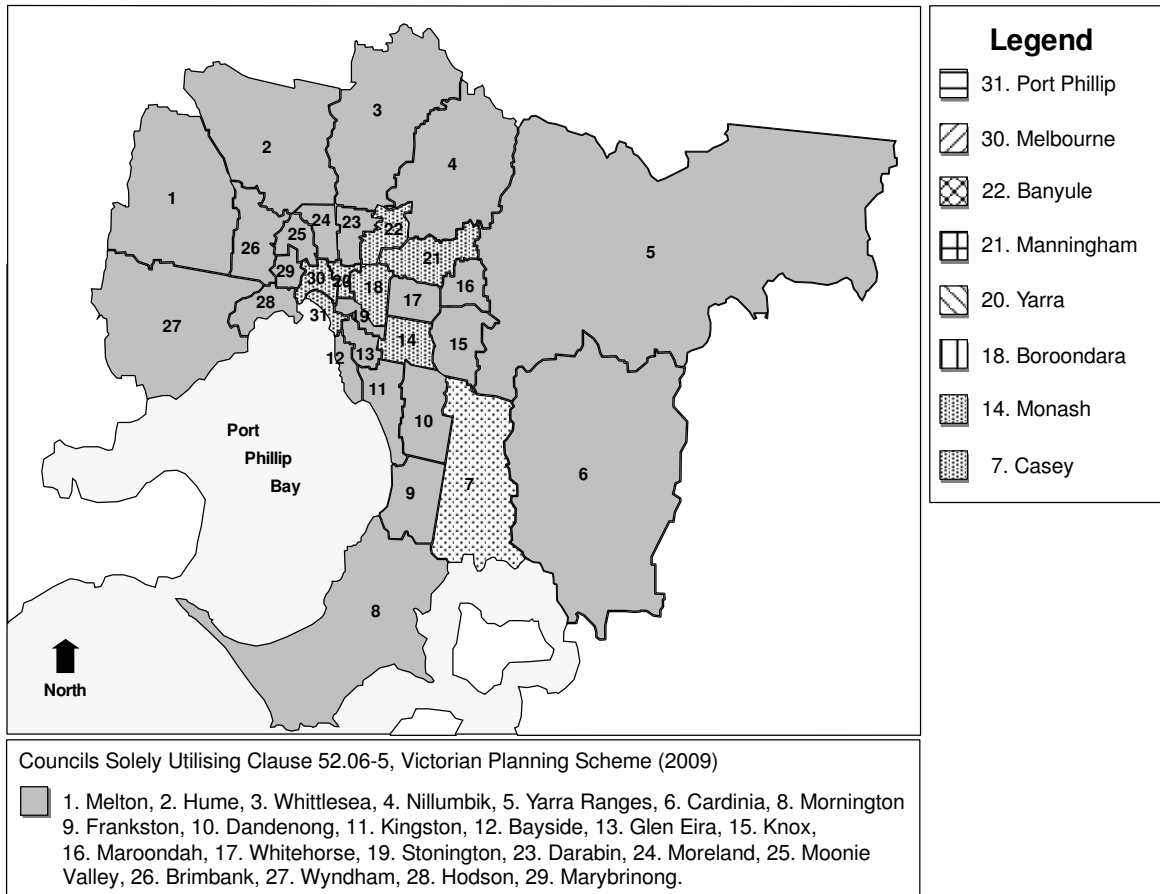 3
2
4
1
5
24
23
22
25
26
21
29
30
20
18
16
28
17
31
19
27
14
15
12
13
11
10
Port
Phillip
Bay
7
6
9
8
North
Legend
31. Port Phillip
30. Melbourne
22. Banyule
21. Manningham
20. Yarra
18. Boroondara
14. Monash
7. Casey
Councils Solely Utilising Clause 52.06-5, Victorian Planning Scheme (2009)
1. Melton, 2. Hume, 3. Whittlesea, 4. Nillumbik, 5. Yarra Ranges, 6. Cardinia, 8. Mornington
9. Frankston, 10. Dandenong, 11. Kingston, 12. Bayside, 13. Glen Eira, 15. Knox,
16. Maroondah, 17. Whitehorse, 19. Stonington, 23. Darabin, 24. Moreland, 25. Moonie
Valley, 26. Brimbank, 27. Wyndham, 28. Hodson, 29. Marybrinong.